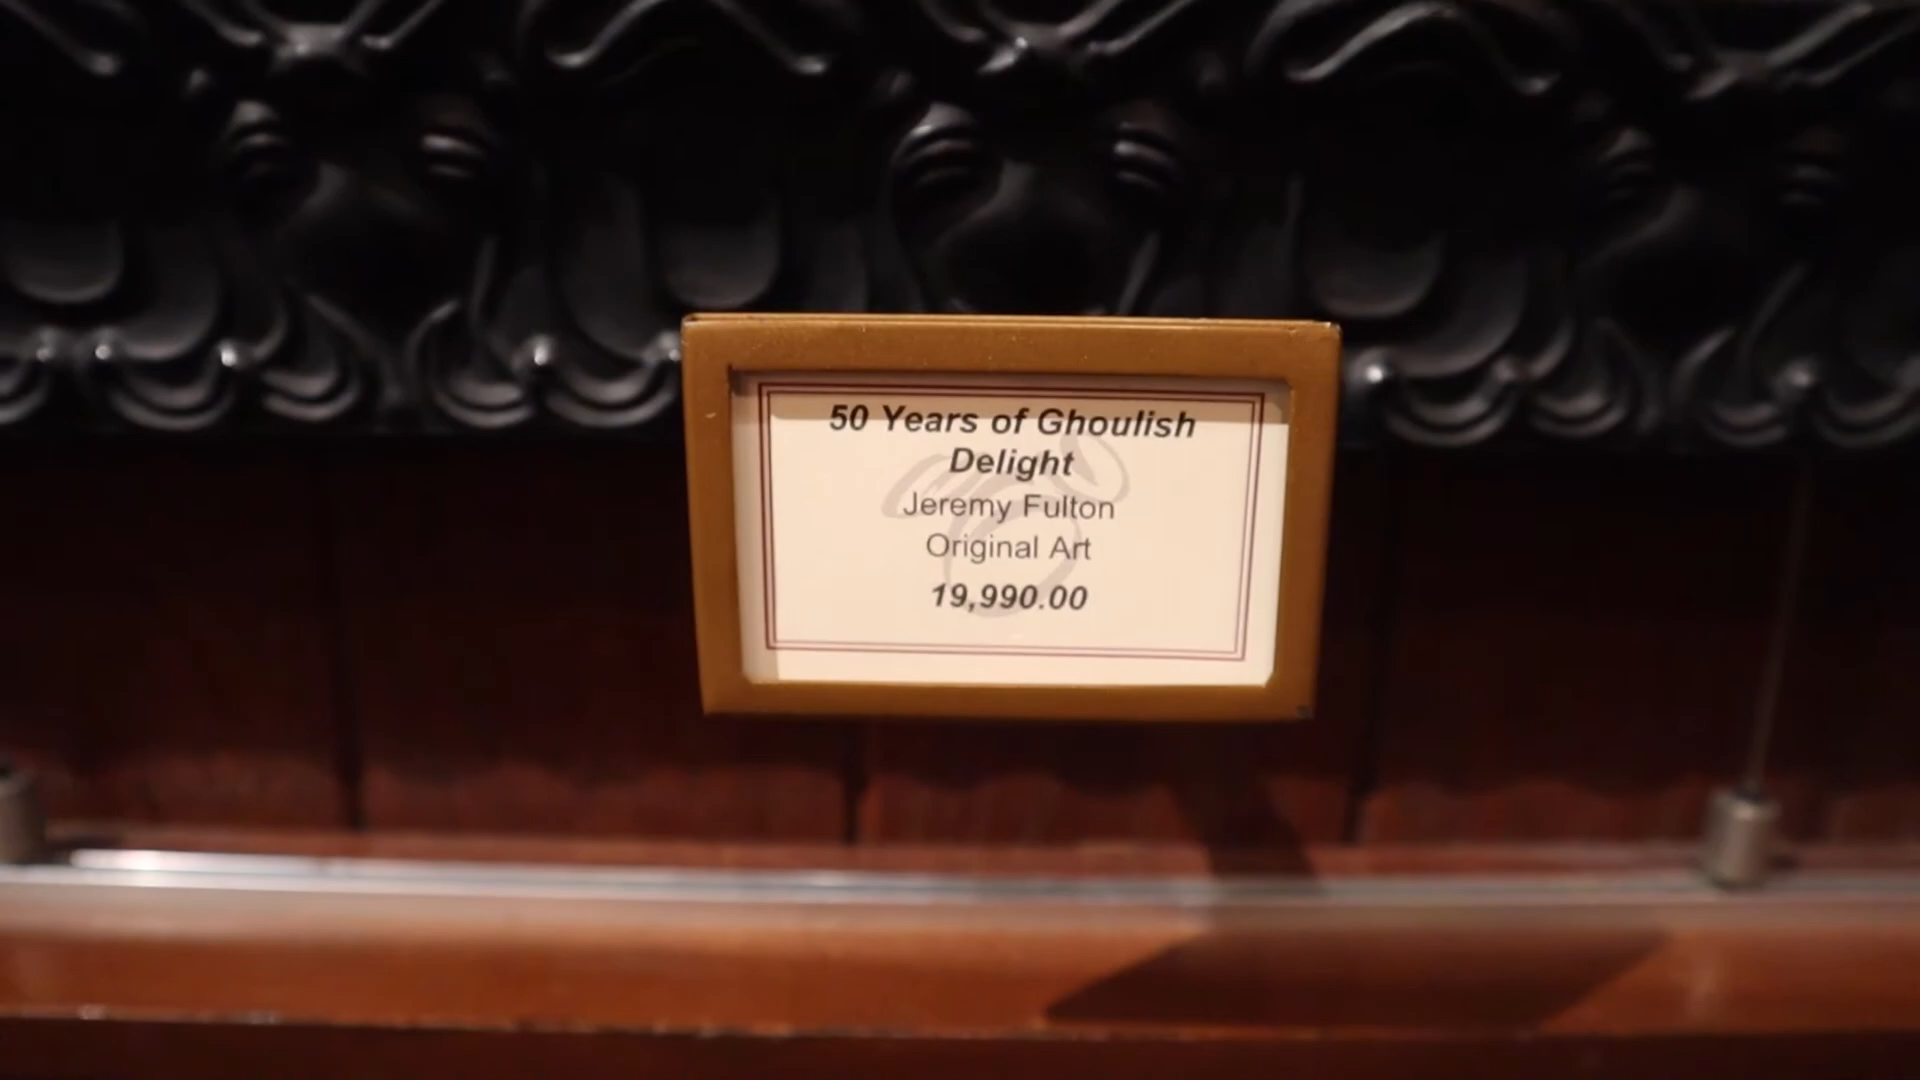 50 Years of Ghoulish
Delight
Jeremy Fulton
Original Art
19,990.00